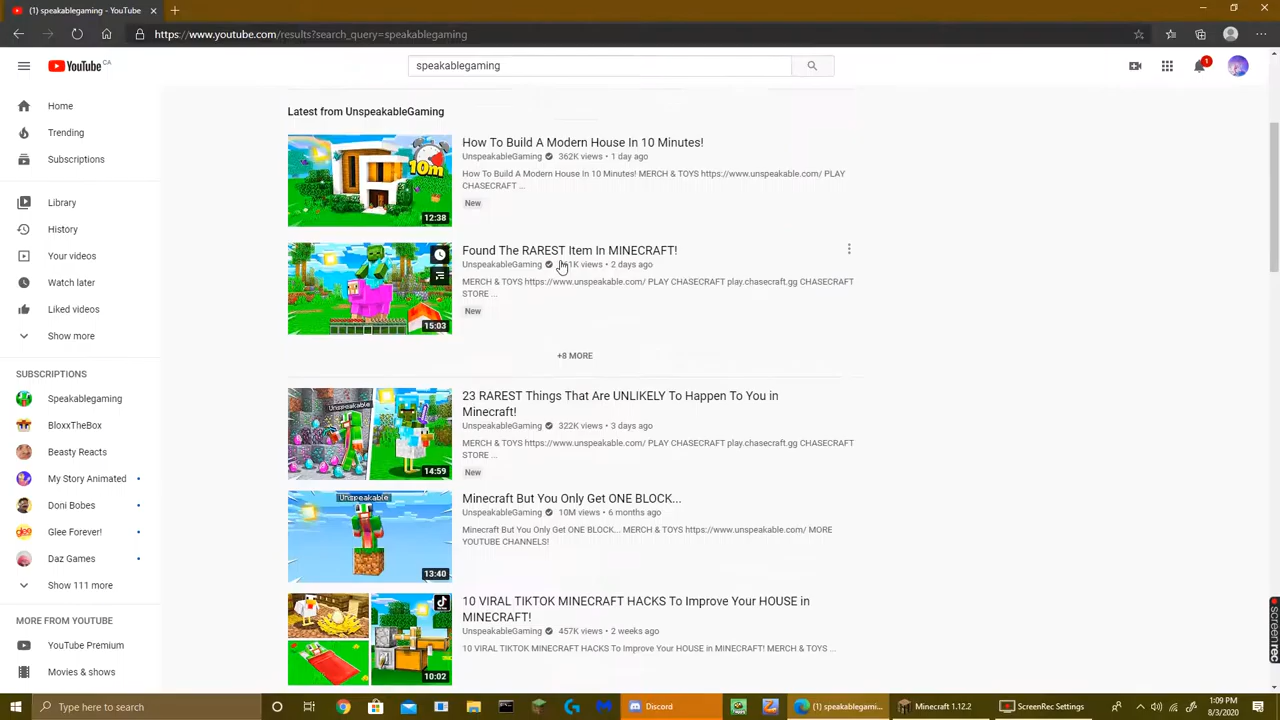 (1) speakablegaming - YouTube
https://www.youtube.com/results?search_query=speakablegaming
YouTube CA
speakablegaming
1
Home
Trending
Subscriptions
Library
History
Your videos
Watch later
Liked videos
Show more
SUBSCRIPTIONS
Speakablegaming
BloxxTheBox
Beasty Reacts
My Story Animated
Doni Bobes
Glee Forever!
Daz Games
Show 111 more
MORE FROM YOUTUBE
YouTube Premium
Movies & shows
Latest from UnspeakableGaming
10m
12:38
How To Build A Modern House In 10 Minutes!
UnspeakableGaming 362K views • 1 day ago
How To Build A Modern House In 10 Minutes! MERCH & TOYS https://www.unspeakable.com/ PLAY
CHASECRAFT ...
New
15:03
Found The RAREST Item In MINECRAFT!
UnspeakableGaming views • 2 days ago
MERCH & TOYS https://www.unspeakable.com/ PLAY CHASECRAFT play.chasecraft.gg CHASECRAFT
STORE ...
New
+8 MORE
Unspeakable
14:59
23 RAREST Things That Are UNLIKELY To Happen To You in
Minecraft!
UnspeakableGaming 322K views • 3 days ago
MERCH & TOYS https://www.unspeakable.com/ PLAY CHASECRAFT play.chasecraft.gg CHASECRAFT
STORE ...
New
Unspeakable
13:40
Minecraft But You Only Get ONE BLOCK...
UnspeakableGaming 10M views • 6 months ago
Minecraft But You Only Get ONE BLOCK... MERCH & TOYS https://www.unspeakable.com/ MORE
YOUTUBE CHANNELS!
10:02
10 VIRAL TIKTOK MINECRAFT HACKS To Improve Your HOUSE in
MINECRAFT!
UnspeakableGaming 457K views • 2 weeks ago
10 VIRAL TIKTOK MINECRAFT HACKS To Improve Your HOUSE in MINECRAFT! MERCH & TOYS ...
Screenrec
Type here to search
Discord
(1) speakablegami...
Minecraft 1.12.2
ScreenRec Settings
1:09 PM
8/3/2020